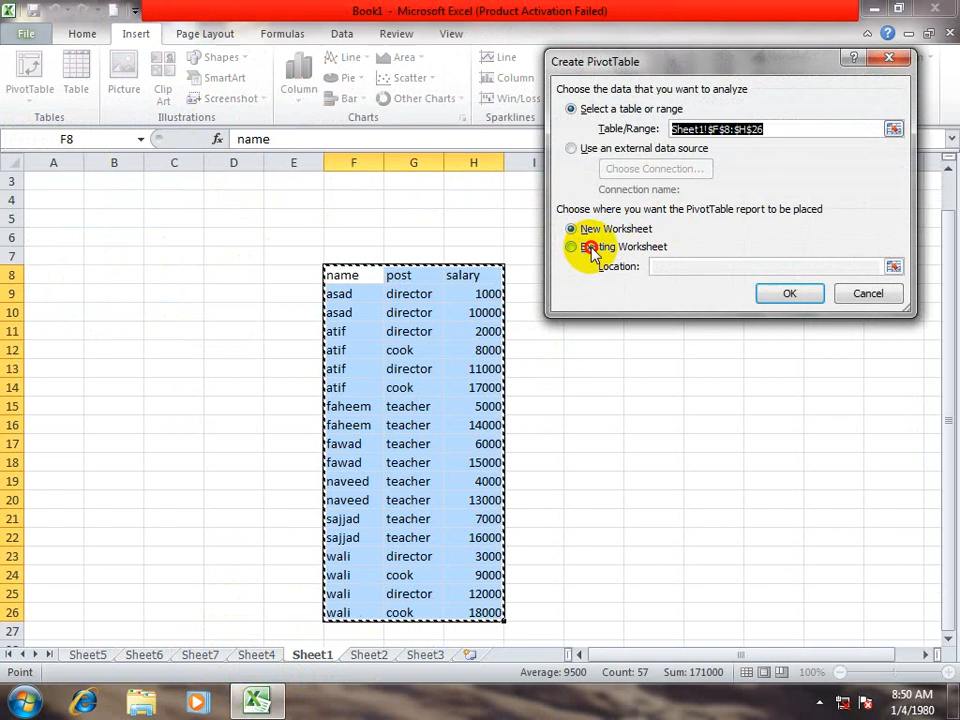 Book1 - Microsoft Excel (Product Activation Failed)
File Home Insert Page Layout Formulas Data Review View
PivotTable Table Picture Clip Art Shapes SmartArt Screenshot Column Line Pie Bar Area Scatter Other Charts Line Column Win/Loss
Tables Illustrations Charts Sparklines
F8 fx name
A B C D E F G H I
3
4
5
6
7
8 name post salary
9 asad director 1000
10 asad director 10000
11 atif director 2000
12 atif cook 8000
13 atif director 11000
14 atif cook 17000
15 faheem teacher 5000
16 faheem teacher 14000
17 fawad teacher 6000
18 fawad teacher 15000
19 naveed teacher 4000
20 naveed teacher 13000
21 sajjad teacher 7000
22 sajjad teacher 16000
23 wali director 3000
24 wali cook 9000
25 wali director 12000
26 wali cook 18000
27
Create PivotTable
Choose the data that you want to analyze
Select a table or range
Table/Range: Sheet1!$F$8:$H$26
Use an external data source
Choose Connection...
Connection name:
Choose where you want the PivotTable report to be placed
New Worksheet
Existing Worksheet
Location:
OK Cancel
Sheet5 Sheet6 Sheet7 Sheet4 Sheet1 Sheet2 Sheet3
Point Average: 9500 Count: 57 Sum: 171000 100%
8:50 AM
1/4/1980